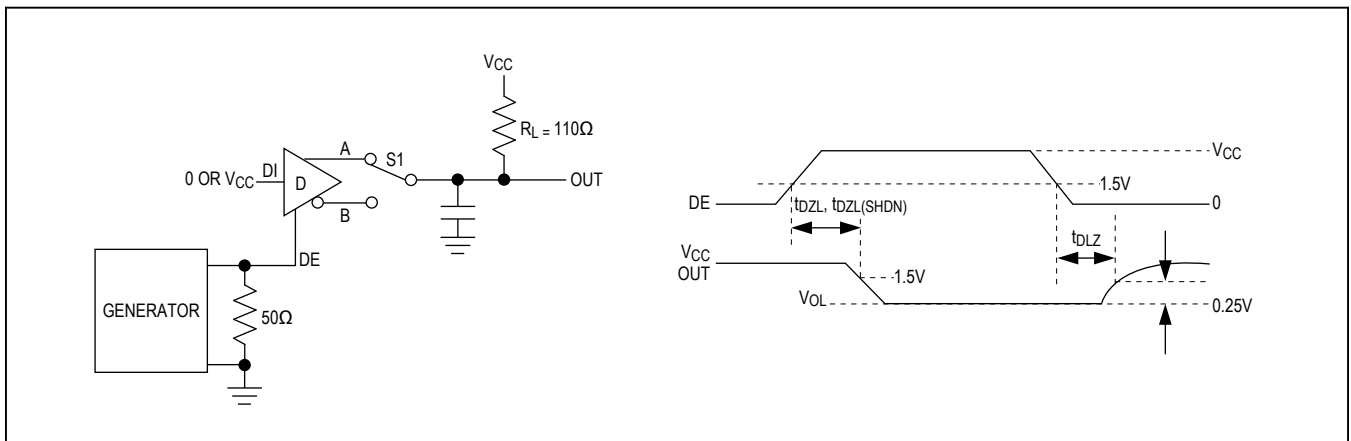 VCC
RL = 110Ω
A
S1
0 OR VCC
DI
D
OUT
B
DE
GENERATOR
50Ω
VCC
1.5V
DE
0
tDZL, tDZL(SHDN)
tDLZ
VCC
OUT
1.5V
VOL
0.25V